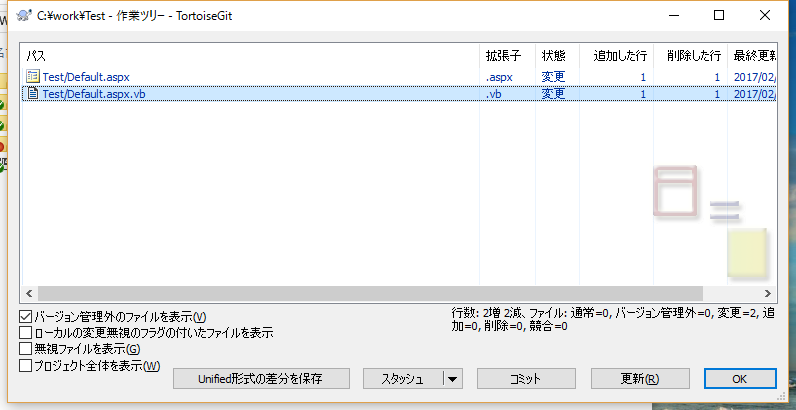 C:¥work¥Test - 作業ツリー - TortoiseGit
パス 拡張子 状態 追加した行 削除した行 最終更新
Test/Default.aspx .aspx 変更 1 1 2017/02/
Test/Default.aspx.vb .vb 変更 1 1 2017/02/
バージョン管理外のファイルを表示(V)
ローカルの変更無視のフラグの付いたファイルを表示
無視ファイルを表示(G)
プロジェクト全体を表示(W)
行数: 2増 2減、ファイル: 通常=0, バージョン管理外=0, 変更=2, 追
加=0, 削除=0, 競合=0
Unified形式の差分を保存 スタッシュ コミット 更新(R) OK